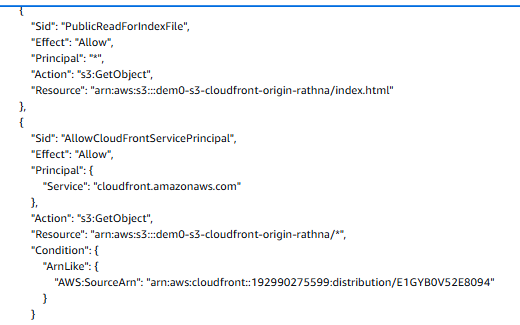 {
"Sid": "PublicReadForIndexFile",
"Effect": "Allow",
"Principal": "*",
"Action": "s3:GetObject",
"Resource": "arn:aws:s3:::dem0-s3-cloudfront-origin-rathna/index.html"
},
{
"Sid": "AllowCloudFrontServicePrincipal",
"Effect": "Allow",
"Principal": {
"Service": "cloudfront.amazonaws.com"
},
"Action": "s3:GetObject",
"Resource": "arn:aws:s3:::dem0-s3-cloudfront-origin-rathna/*",
"Condition": {
"ArnLike": {
"AWS:SourceArn": "arn:aws:cloudfront::192990275599:distribution/E1GYB0V52E8094"
}
}